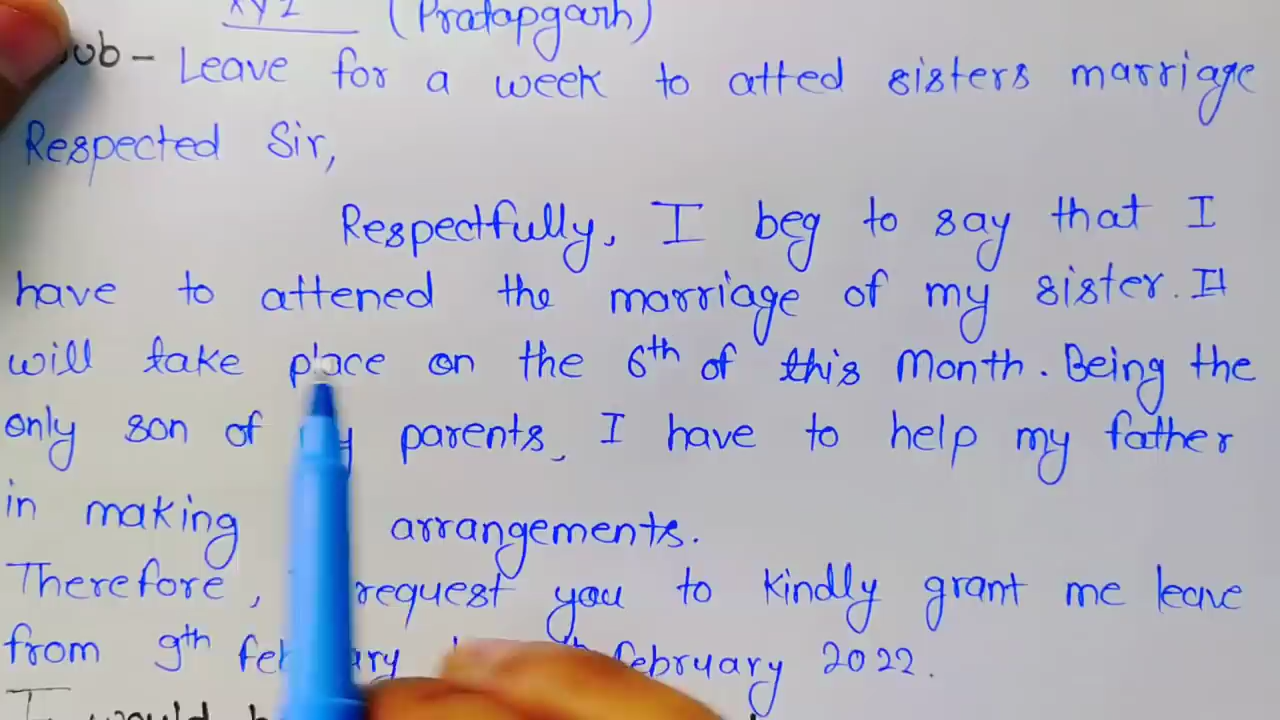 (Pratapgarh)
Sub- Leave for a week to atted sisters marriage
Respected Sir,
Respectfully, I beg to say that I
have to attened the marriage of my sister. It
will take place on the 6th of this Month. Being the
only son of my parents, I have to help my father
in making arrangements.
Therefore, request you to kindly grant me leave
from 9th february february 2022.
I would